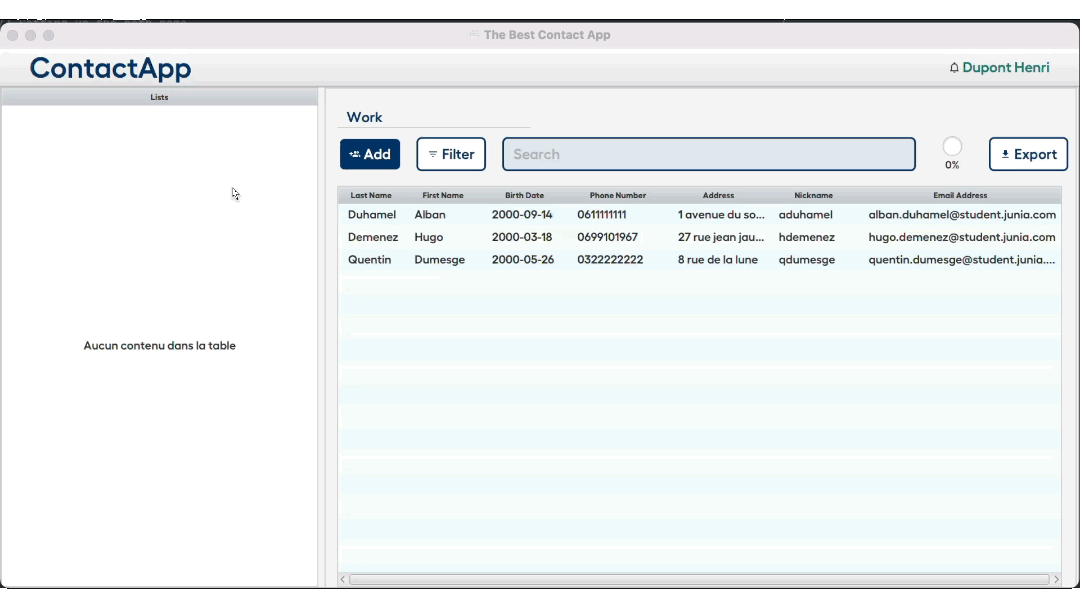 The Best Contact App
ContactApp
Dupont Henri
Lists
Aucun contenu dans la table
Work
Add
Filter
Search
0%
Export
Last Name First Name Birth Date Phone Number Address Nickname Email Address
Duhamel Alban 2000-09-14 0611111111 1 avenue du so... aduhamel alban.duhamel@student.junia.com
Demenez Hugo 2000-03-18 0699101967 27 rue jean jau... hdemenez hugo.demenez@student.junia.com
Quentin Dumesge 2000-05-26 0322222222 8 rue de la lune qdumesge quentin.dumesge@student.junia....